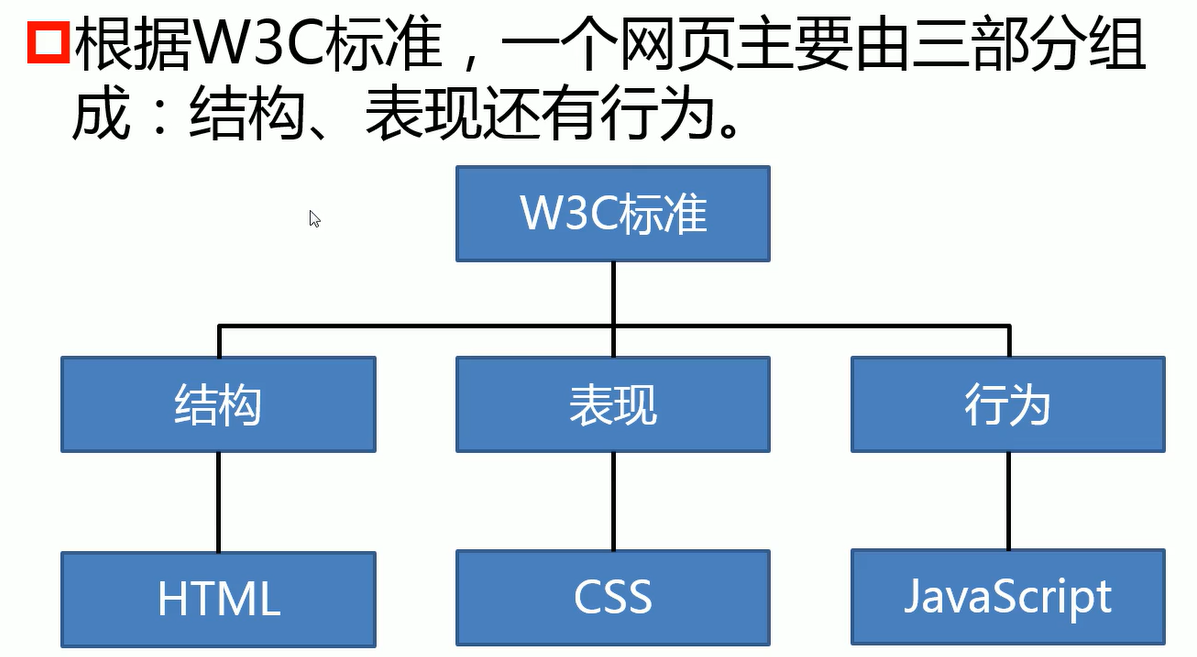 根据W3C标准，一个网页主要由三部分组
成：结构、表现还有行为。
W3C标准
结构
表现
行为
HTML
CSS
JavaScript